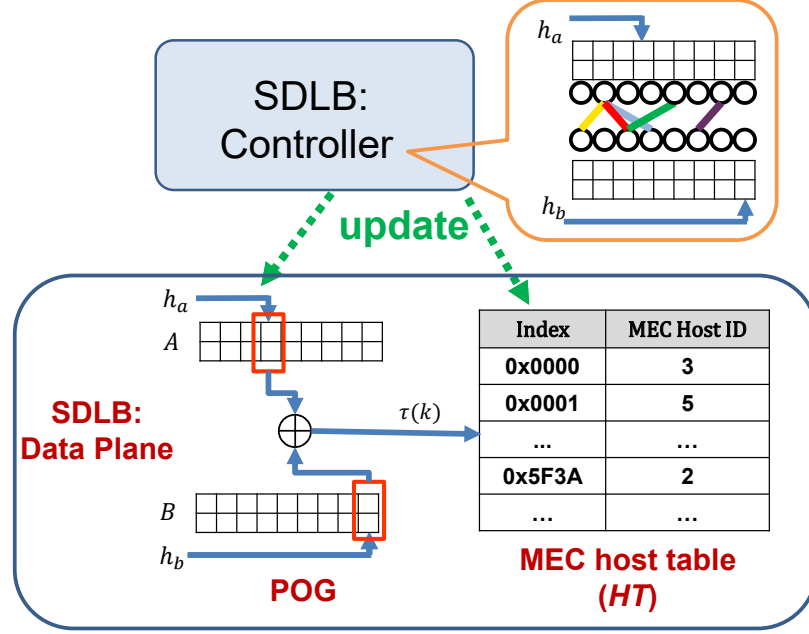 SDLB:
Controller
h_a
h_b
update
h_a
A
SDLB:
Data Plane
τ(k)
B
h_b
POG
Index MEC Host ID
0x0000 3
0x0001 5
... ...
0x5F3A 2
... ...
MEC host table
(HT)